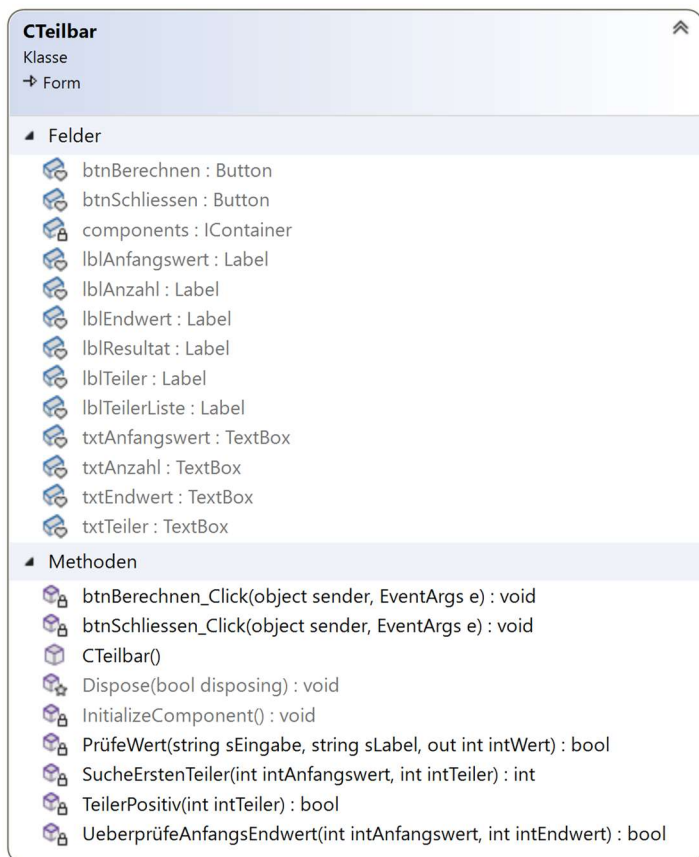 CTeilbar
Klasse
Form
Felder
btnBerechnen : Button
btnSchliessen : Button
components : IContainer
lblAnfangswert : Label
lblAnzahl : Label
lblEndwert : Label
lblResultat : Label
lblTeiler : Label
lblTeilerListe : Label
txtAnfangswert : TextBox
txtAnzahl : TextBox
txtEndwert : TextBox
txtTeiler : TextBox
Methoden
btnBerechnen_Click(object sender, EventArgs e) : void
btnSchliessen_Click(object sender, EventArgs e) : void
CTeilbar()
Dispose(bool disposing) : void
InitializeComponent() : void
PrüfeWert(string sEingabe, string sLabel, out int intWert) : bool
SucheErstenTeiler(int intAnfangswert, int intTeiler) : int
TeilerPositiv(int intTeiler) : bool
UeberprüfeAnfangsEndwert(int intAnfangswert, int intEndwert) : bool